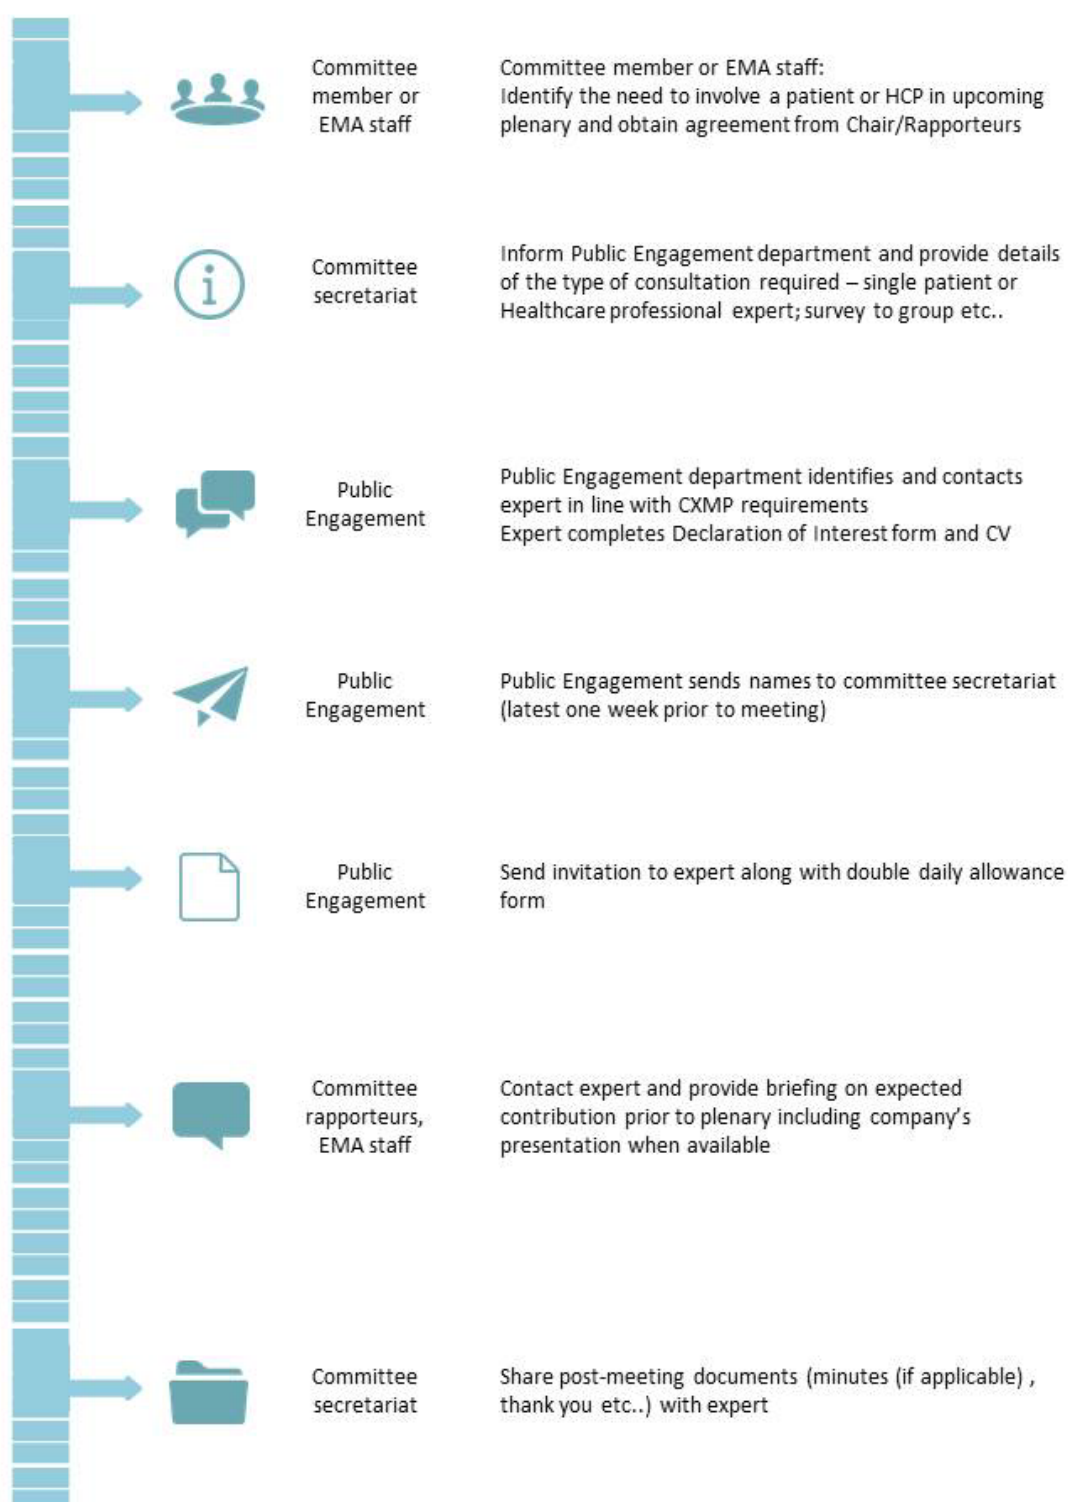 Committee
member or
EMA staff
Committee member or EMA staff:
Identify the need to involve a patient or HCP in upcoming
plenary and obtain agreement from Chair/Rapporteurs
Committee
secretariat
Inform Public Engagement department and provide details
of the type of consultation required – single patient or
Healthcare professional expert; survey to group etc..
Public
Engagement
Public Engagement department identifies and contacts
expert in line with CXMP requirements
Expert completes Declaration of Interest form and CV
Public
Engagement
Public Engagement sends names to committee secretariat
(latest one week prior to meeting)
Public
Engagement
Send invitation to expert along with double daily allowance
form
Committee
rapporteurs,
EMA staff
Contact expert and provide briefing on expected
contribution prior to plenary including company's
presentation when available
Committee
secretariat
Share post-meeting documents (minutes (if applicable) ,
thank you etc..) with expert